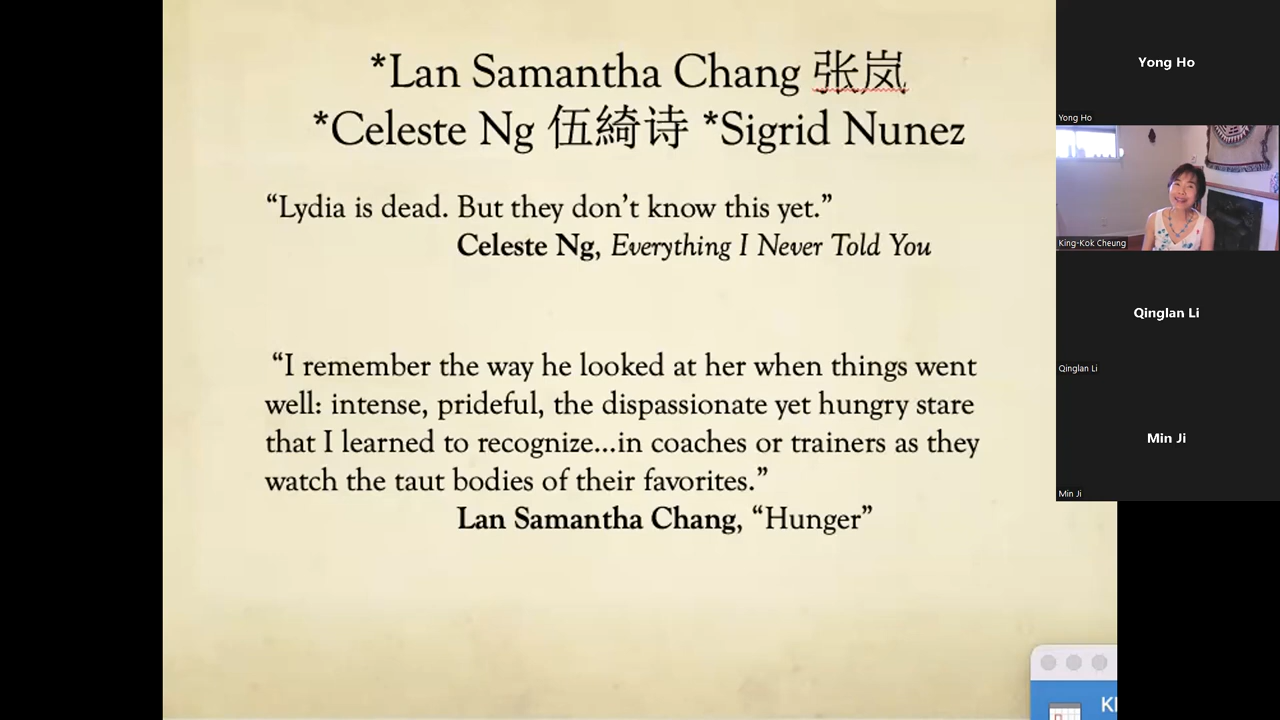 *Lan Samantha Chang 张岚
*Celeste Ng 伍綺诗 *Sigrid Nunez
“Lydia is dead. But they don’t know this yet.”
Celeste Ng, Everything I Never Told You
“I remember the way he looked at her when things went
well: intense, prideful, the dispassionate yet hungry stare
that I learned to recognize...in coaches or trainers as they
watch the taut bodies of their favorites.”
Lan Samantha Chang, “Hunger”
Yong Ho
Yong Ho
King-Kok Cheung
Qinglan Li
Qinglan Li
Min Ji
Min Ji